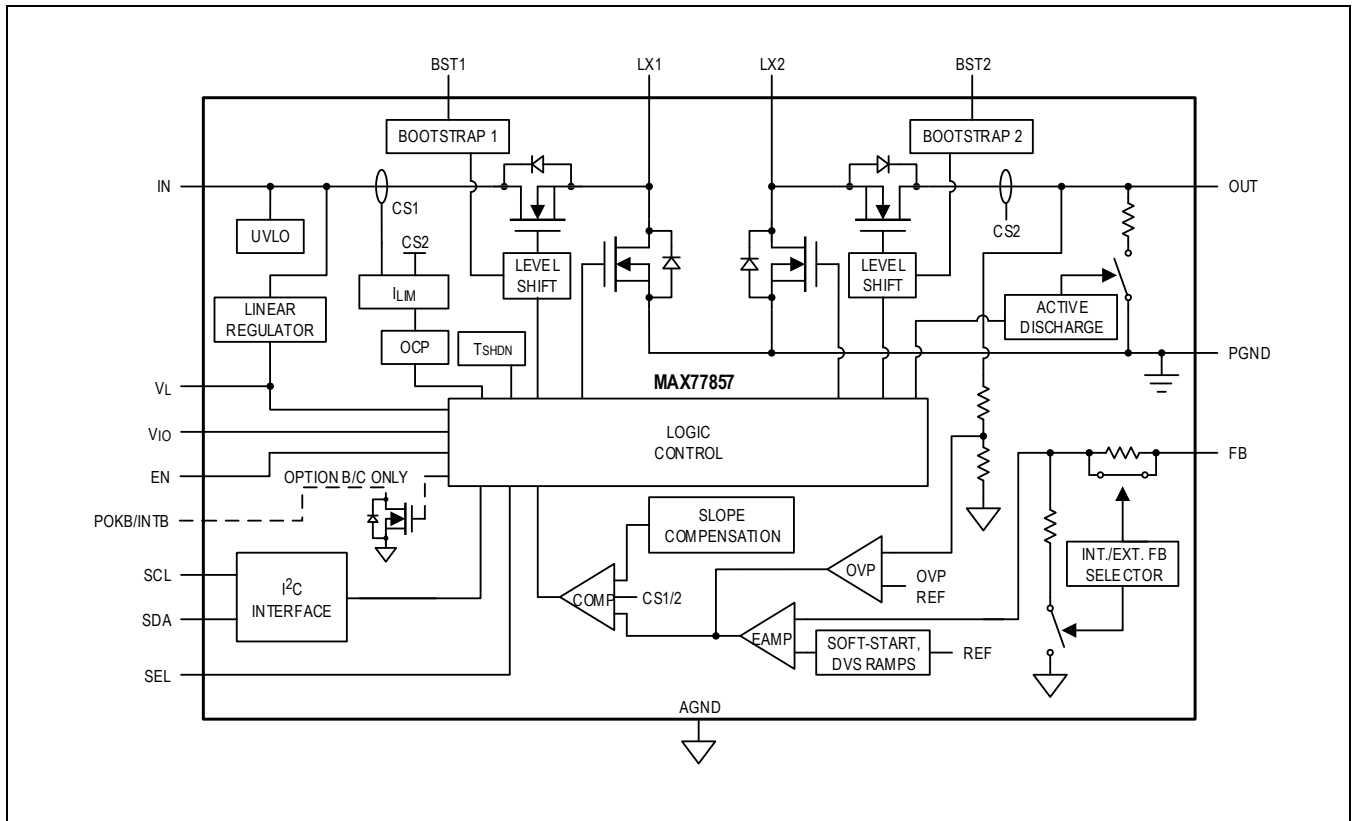 BST1
LX1
LX2
BST2
BOOTSTRAP 1
BOOTSTRAP 2
IN
OUT
CS1
CS2
UVLO
CS2
LEVEL
SHIFT
LEVEL
SHIFT
ILIM
LINEAR
REGULATOR
ACTIVE
DISCHARGE
OCP
TSHDN
PGND
VL
MAX77857
VIO
LOGIC
CONTROL
EN
FB
OPTION B/C ONLY
POKB/INTB
SLOPE
COMPENSATION
INT./EXT. FB
SELECTOR
SCL
I2C
INTERFACE
SDA
OVP
OVP
REF
COMP
CS1/2
EAMP
SOFT-START,
DVS RAMPS
REF
SEL
AGND